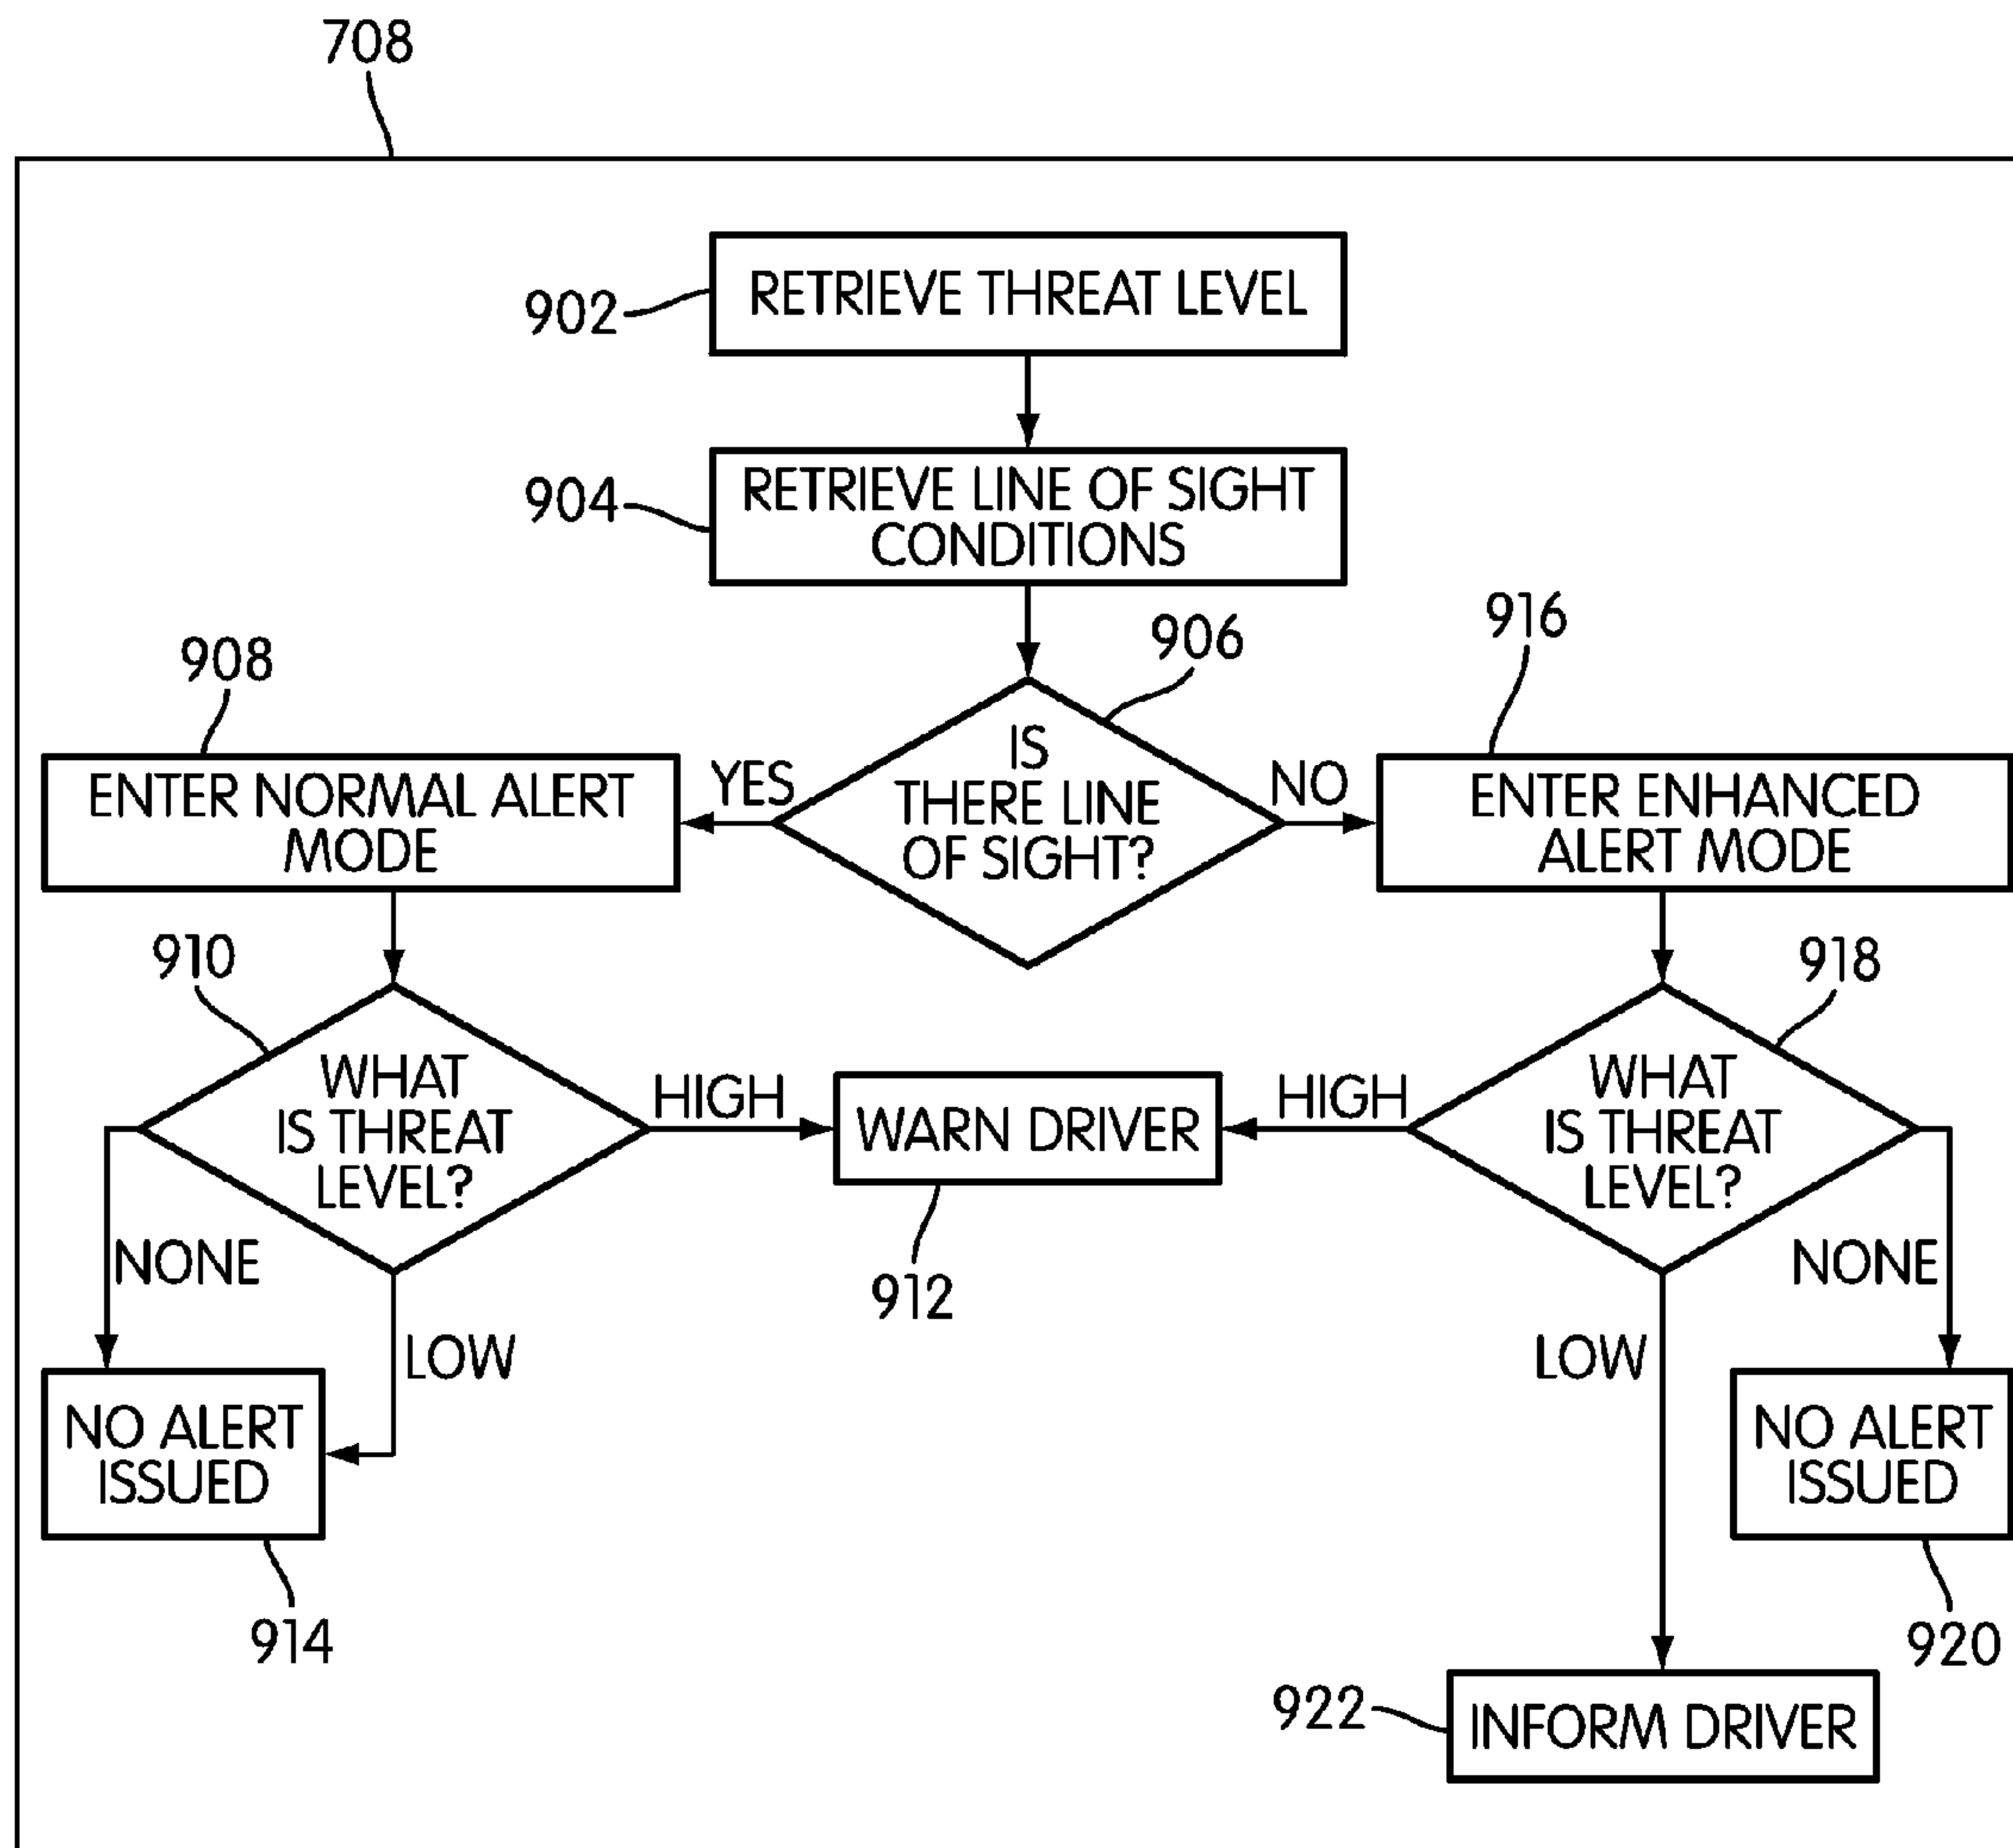 708
902
RETRIEVE THREAT LEVEL
904
RETRIEVE LINE OF SIGHT
CONDITIONS
906
916
908
IS
THERE LINE
OF SIGHT?
YES
NO
ENTER NORMAL ALERT
MODE
ENTER ENHANCED
ALERT MODE
910
918
WHAT
IS THREAT
LEVEL?
HIGH
WARN DRIVER
HIGH
WHAT
IS THREAT
LEVEL?
NONE
912
NONE
LOW
LOW
NO ALERT
ISSUED
NO ALERT
ISSUED
914
920
922
INFORM DRIVER